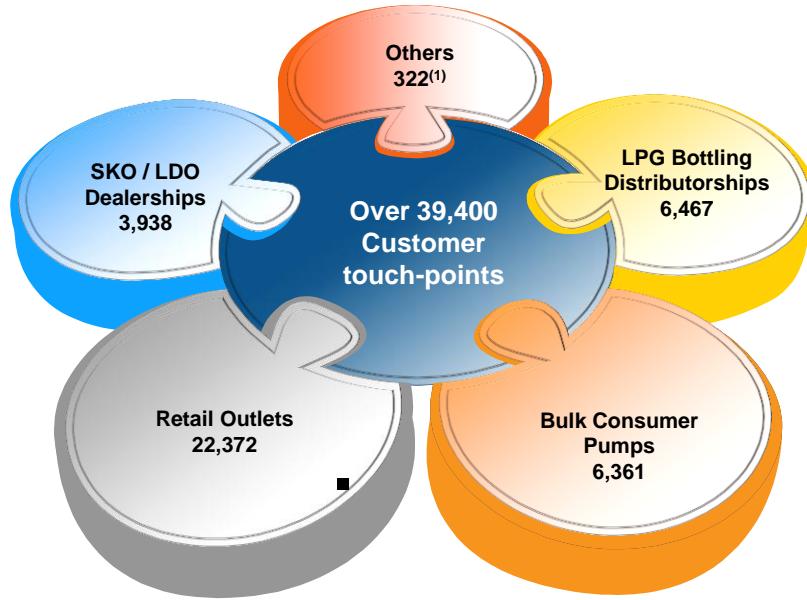 Others
322(1)
SKO / LDO
Dealerships
3,938
LPG Bottling
Distributorships
6,467
Over 39,400
Customer
touch-points
Retail Outlets
22,372
Bulk Consumer
Pumps
6,361